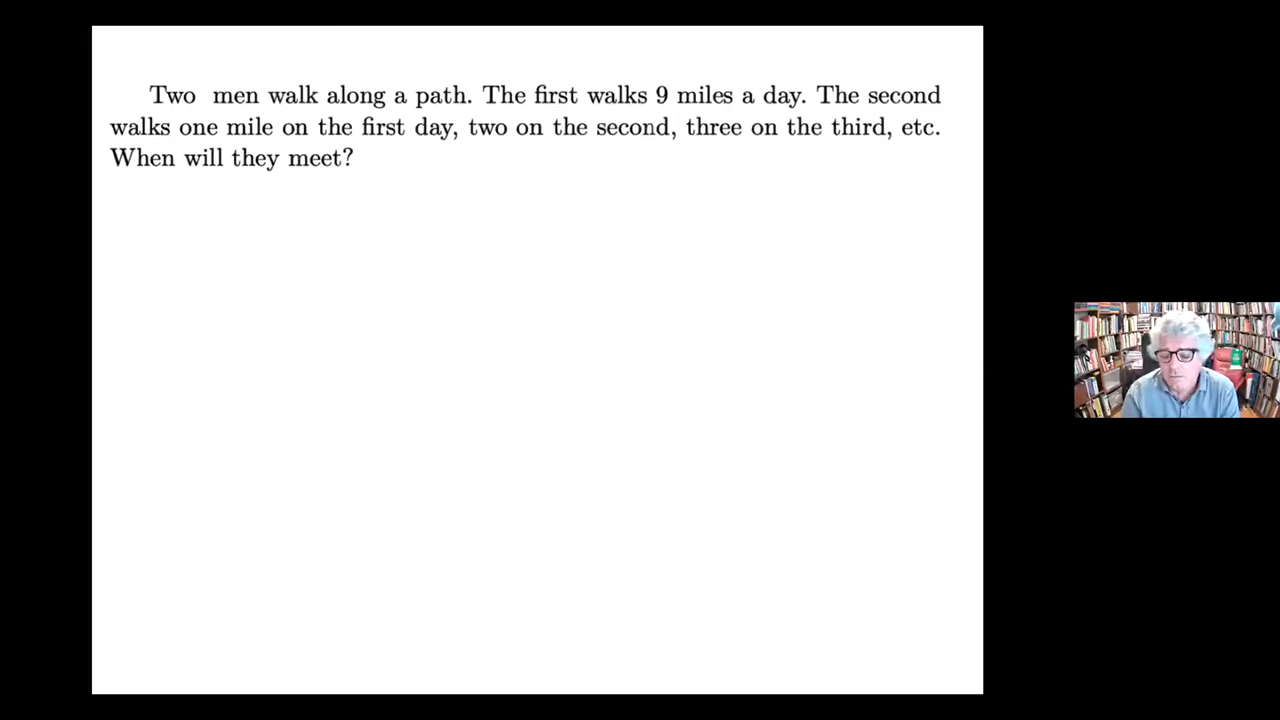 Two men walk along a path. The first walks 9 miles a day. The second
walks one mile on the first day, two on the second, three on the third, etc.
When will they meet?